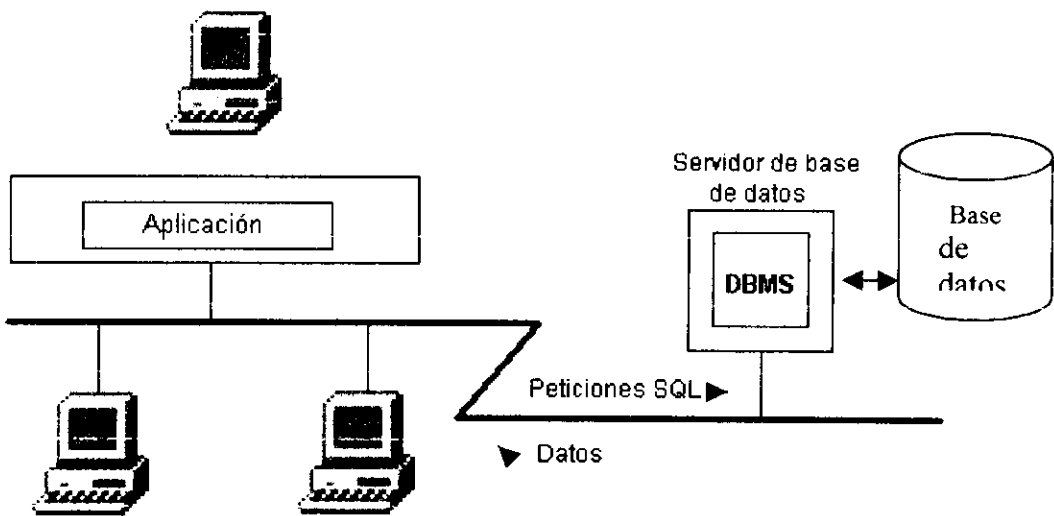 Servidor de base
de datos
Aplicación
Base
de
datos
DBMS
Peticiones SQL
Datos